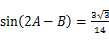 sin(2A − B) = 3√3/14